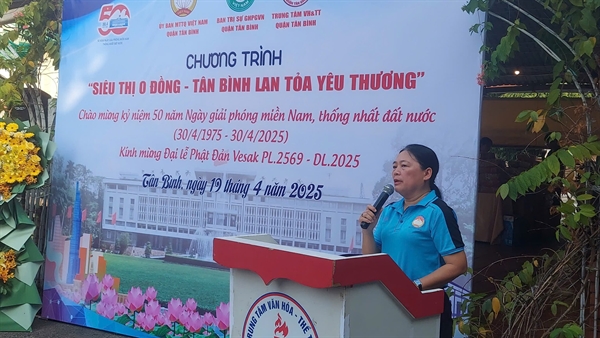 50
ỦY BAN MTTQ VIỆT NAM
QUẬN TÂN BÌNH
BAN TRỊ SỰ GHPGVN
QUẬN TÂN BÌNH
TRUNG TÂM VH&TT
QUẬN TÂN BÌNH
CHƯƠNG TRÌNH
"SIÊU THỊ 0 ĐỒNG - TÂN BÌNH LAN TỎA YÊU THƯƠNG"
Chào mừng kỷ niệm 50 năm Ngày giải phóng miền Nam, thống nhất đất nước
(30/4/1975 - 30/4/2025)
Kính mừng Đại lễ Phật Đản Vesak PL.2569 - DL.2025
Tân Bình, ngày 19 tháng 4 năm 2025
TRUNG TÂM VĂN HÓA - THỂ T